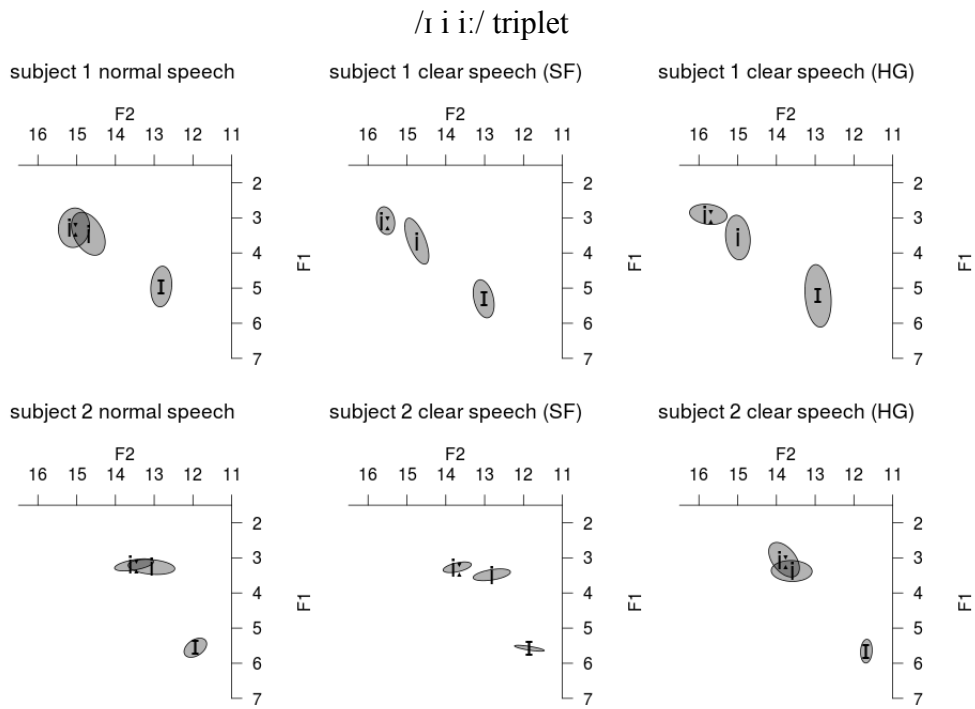 /ɪ i iː/ triplet
subject 1 normal speech
subject 1 clear speech (SF)
subject 1 clear speech (HG)
F2
F2
F2
16 15 14 13 12 11
16 15 14 13 12 11
16 15 14 13 12 11
2
3
4
5
6
7
F1
iː
i
ɪ
2
3
4
5
6
7
F1
iː
i
ɪ
2
3
4
5
6
7
F1
iː
i
ɪ
subject 2 normal speech
subject 2 clear speech (SF)
subject 2 clear speech (HG)
F2
F2
F2
16 15 14 13 12 11
16 15 14 13 12 11
16 15 14 13 12 11
2
3
4
5
6
7
F1
iː
i
ɪ
2
3
4
5
6
7
F1
iː
i
ɪ
2
3
4
5
6
7
F1
iː
i
ɪ